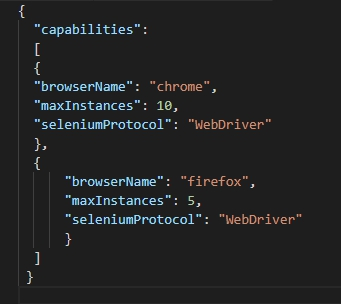 {
"capabilities":
[
{
"browserName": "chrome",
"maxInstances": 10,
"seleniumProtocol": "WebDriver"
},
{
"browserName": "firefox",
"maxInstances": 5,
"seleniumProtocol": "WebDriver"
}
]
}